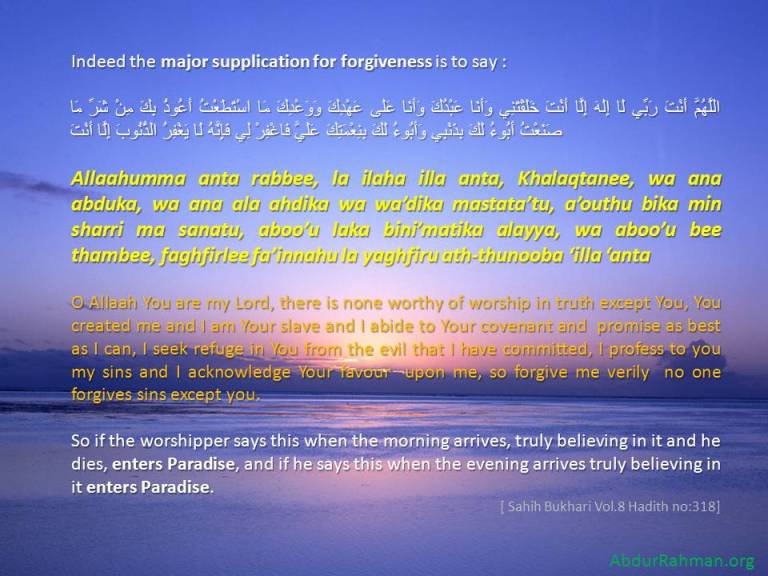 Indeed the major supplication for forgiveness is to say :
اللَّهُمَّ أَنْتَ رَبِّي لَا إِلَهَ إِلَّا أَنْتَ خَلَقْتَنِي وَأَنَا عَبْدُكَ وَأَنَا عَلَى عَهْدِكَ وَوَعْدِكَ مَا اسْتَطَعْتُ أَعُوذُ بِكَ مِنْ شَرِّ مَا
صَنَعْتُ أَبُوءُ لَكَ بِذَنْبِي وَأَبُوءُ لَكَ بِنِعْمَتِكَ عَلَيَّ فَاغْفِرْ لِي فَإِنَّهُ لَا يَغْفِرُ الذُّنُوبَ إِلَّا أَنْتَ
Allaahumma anta rabbee, la ilaha illa anta, Khalaqtanee, wa ana
abduka, wa ana ala ahdika wa wa'dika mastata'tu, a'outhu bika min
sharri ma sanatu, aboo'u laka bini'matika alayya, wa aboo'u bee
thambee, faghfirlee fa'innahu la yaghfiru ath-thunooba 'illa 'anta
O Allaah You are my Lord, there is none worthy of worship in truth except You, You
created me and I am Your slave and I abide to Your covenant and promise as best
as I can, I seek refuge in You from the evil that I have committed, I profess to you
my sins and I acknowledge Your favour upon me, so forgive me verily no one
forgives sins except you.
So if the worshipper says this when the morning arrives, truly believing in it and he
dies, enters Paradise, and if he says this when the evening arrives truly believing in
it enters Paradise.
[ Sahih Bukhari Vol.8 Hadith no:318]
AbdurRahman.org